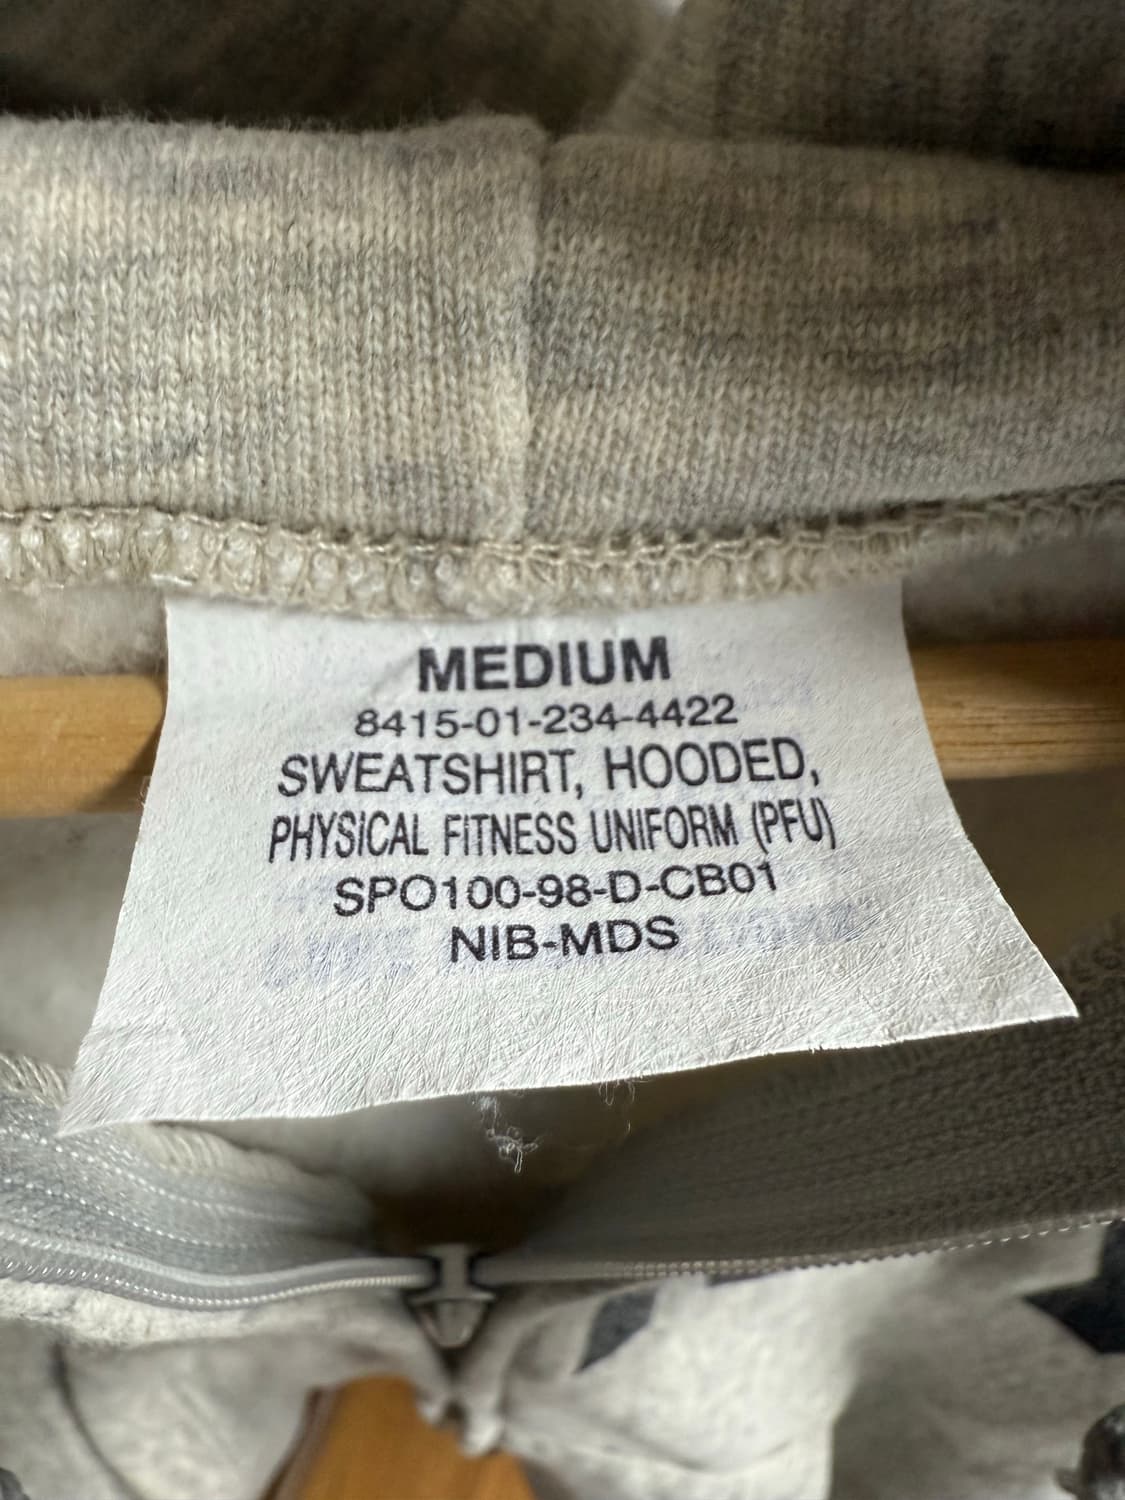 MEDIUM
8415-01-234-4422
SWEATSHIRT, HOODED,
PHYSICAL FITNESS UNIFORM (PFU)
SPO100-98-D-CB01
NIB-MDS